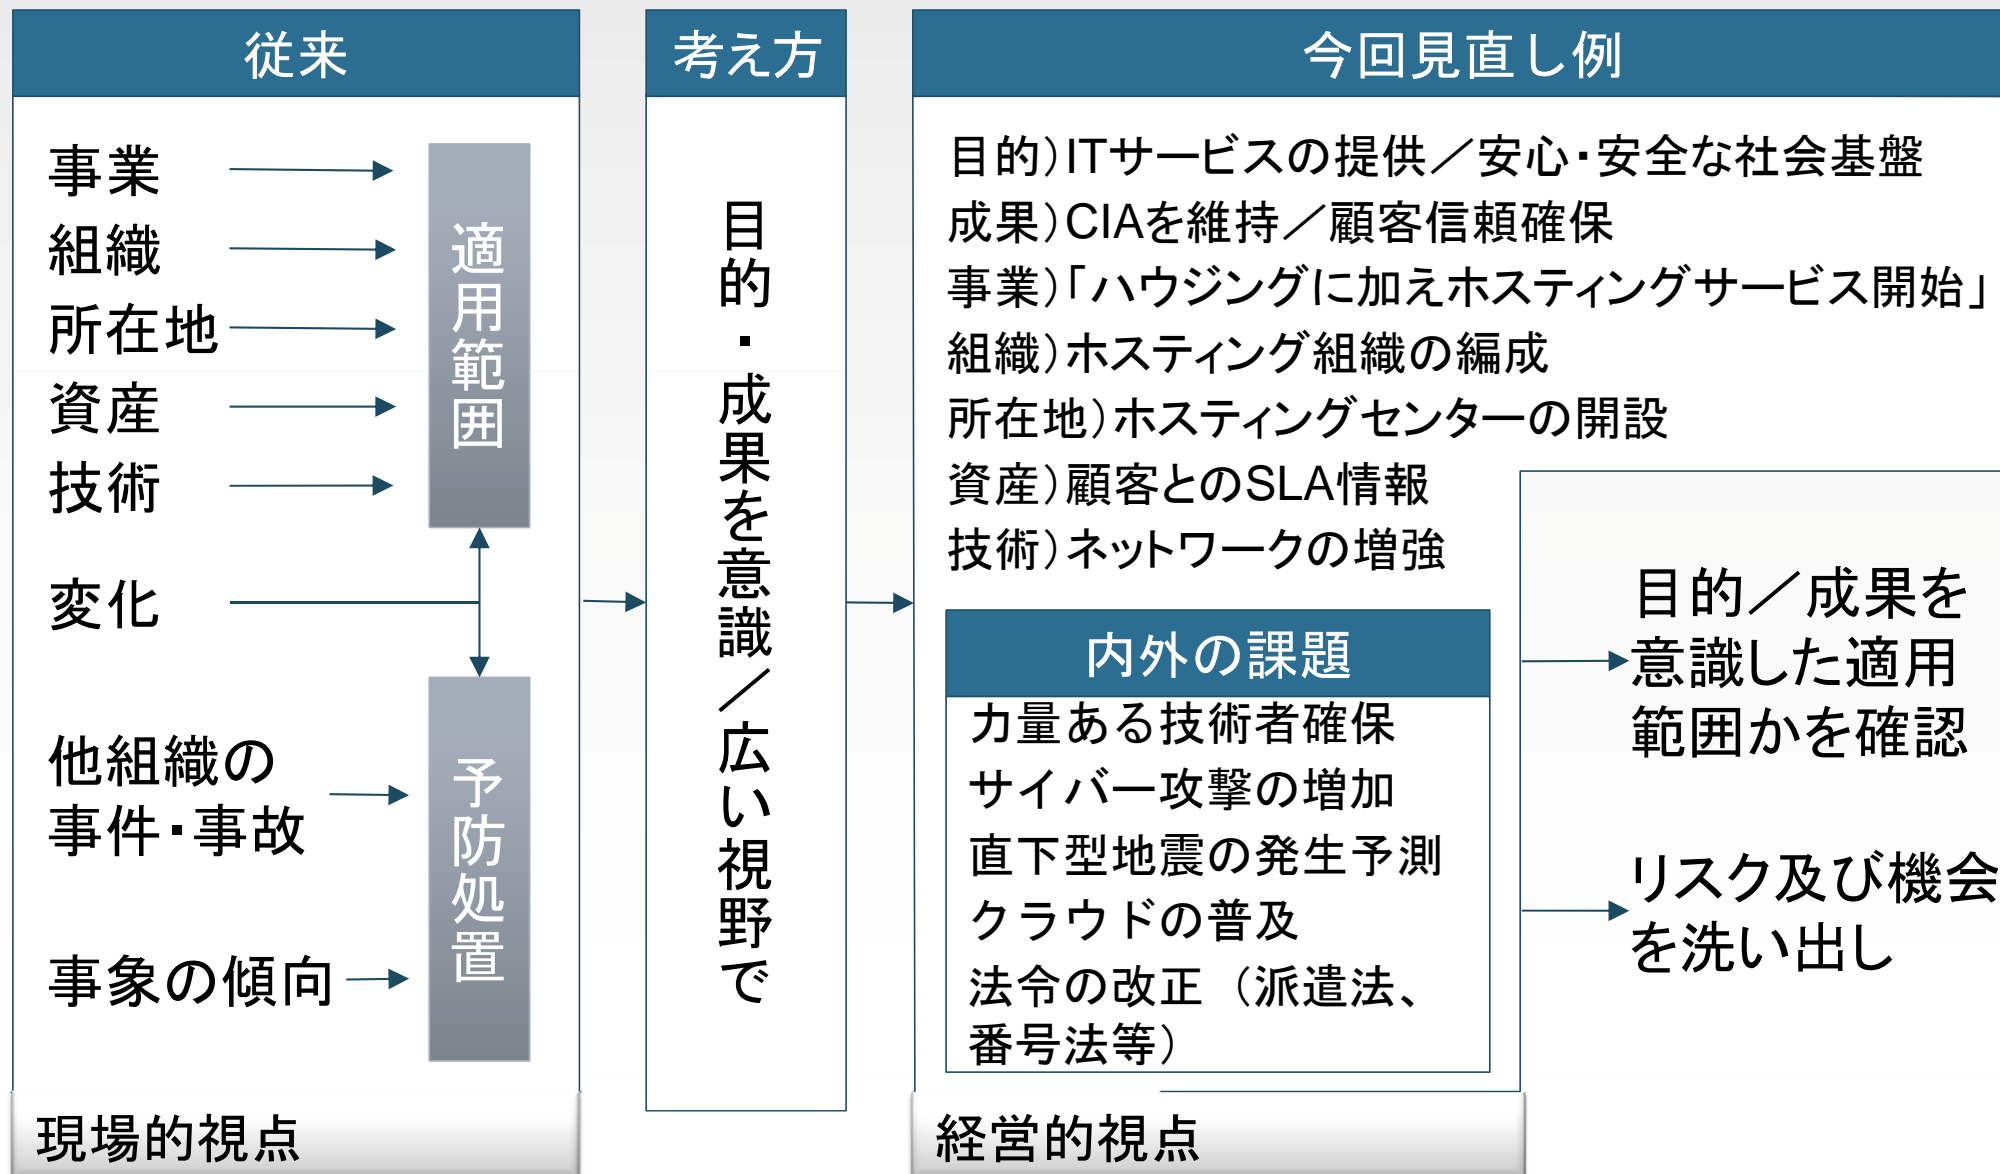 従来
事業
組織
所在地
資産
技術
変化
他組織の
事件・事故
事象の傾向
適用範囲
予防処置
現場的視点
考え方
目的・成果を意識／広い視野で
今回見直し例
目的）ITサービスの提供／安心・安全な社会基盤
成果）CIAを維持／顧客信頼確保
事業）「ハウジングに加えホスティングサービス開始」
組織）ホスティング組織の編成
所在地）ホスティングセンターの開設
資産）顧客とのSLA情報
技術）ネットワークの増強
内外の課題
力量ある技術者確保
サイバー攻撃の増加
直下型地震の発生予測
クラウドの普及
法令の改正（派遣法、
番号法等）
経営的視点
目的／成果を
意識した適用
範囲かを確認
リスク及び機会
を洗い出し